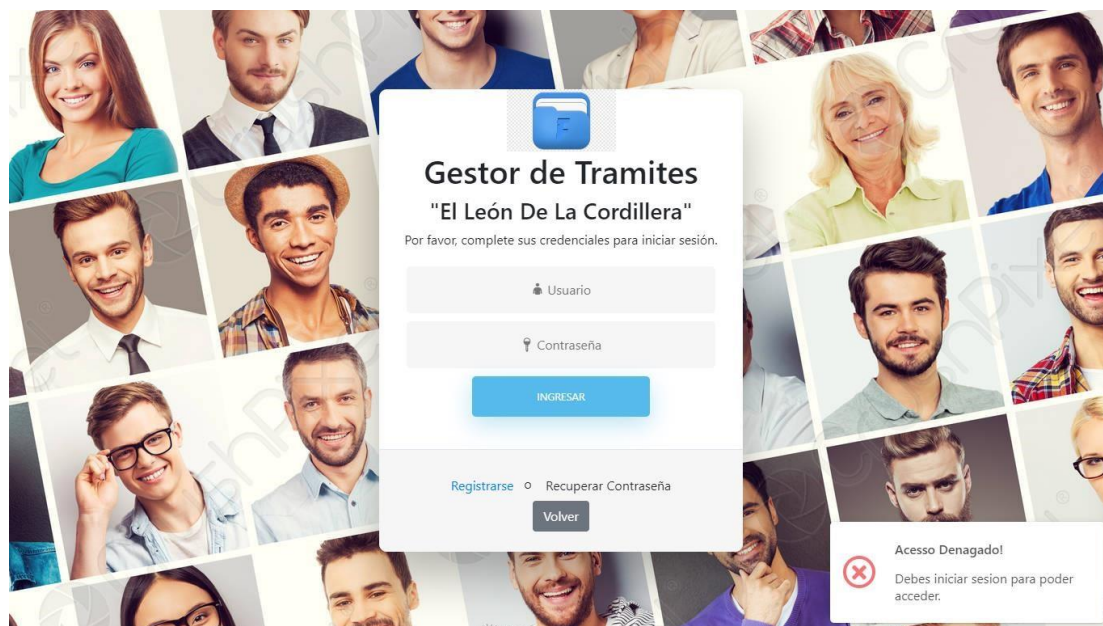 F
Gestor de Tramites
"El León De La Cordillera"
Por favor, complete sus credenciales para iniciar sesión.
Usuario
Contraseña
INGRESAR
Registrarse o Recuperar Contraseña
Volver
Acesso Denagado!
Debes iniciar sesion para poder
acceder.